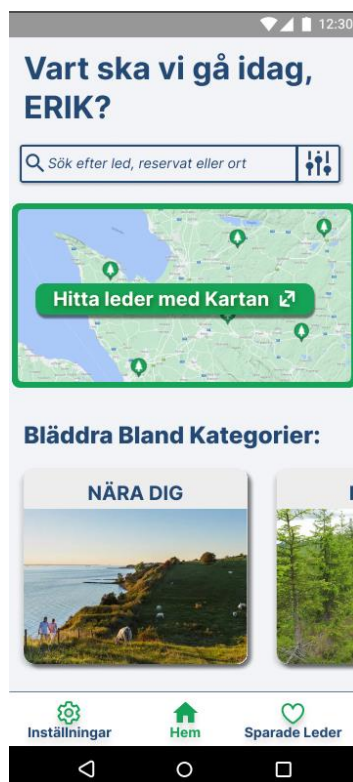 12:30
Vart ska vi gå idag,
ERIK?
Sök efter led, reservat eller ort
Hitta leder med Kartan
Bläddra Bland Kategorier:
NÄRA DIG
Inställningar
Hem
Sparade Leder